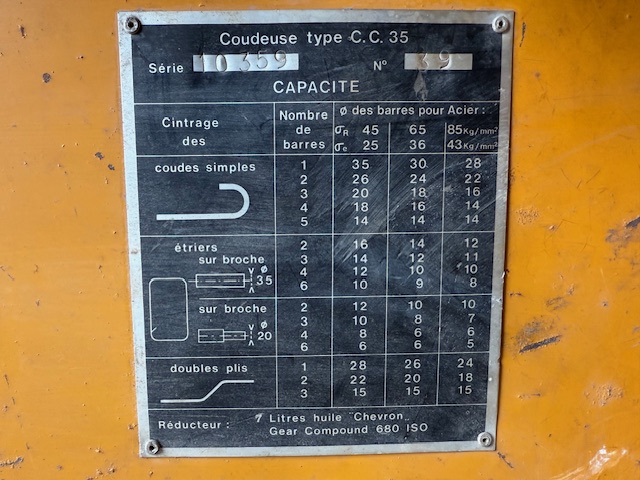 Coudeuse type C.C. 35
Série 10359 N° 39
CAPACITE
Cintrage des
Nombre de barres
ø des barres pour Acier :
σR 45 65 85Kg/mm²
σe 25 36 43Kg/mm²
coudes simples
1 35 30 28
2 26 24 22
3 20 18 16
4 18 16 14
5 14 14 14
étriers
sur broche ø 35
2 16 14 12
3 14 12 11
4 12 10 10
6 10 9 8
sur broche ø 20
2 12 10 10
3 10 8 7
4 8 6 6
6 6 6 5
doubles plis
1 28 26 24
2 22 20 18
3 15 15 15
Réducteur : 7 Litres huile Chevron
Gear Compound 680 ISO